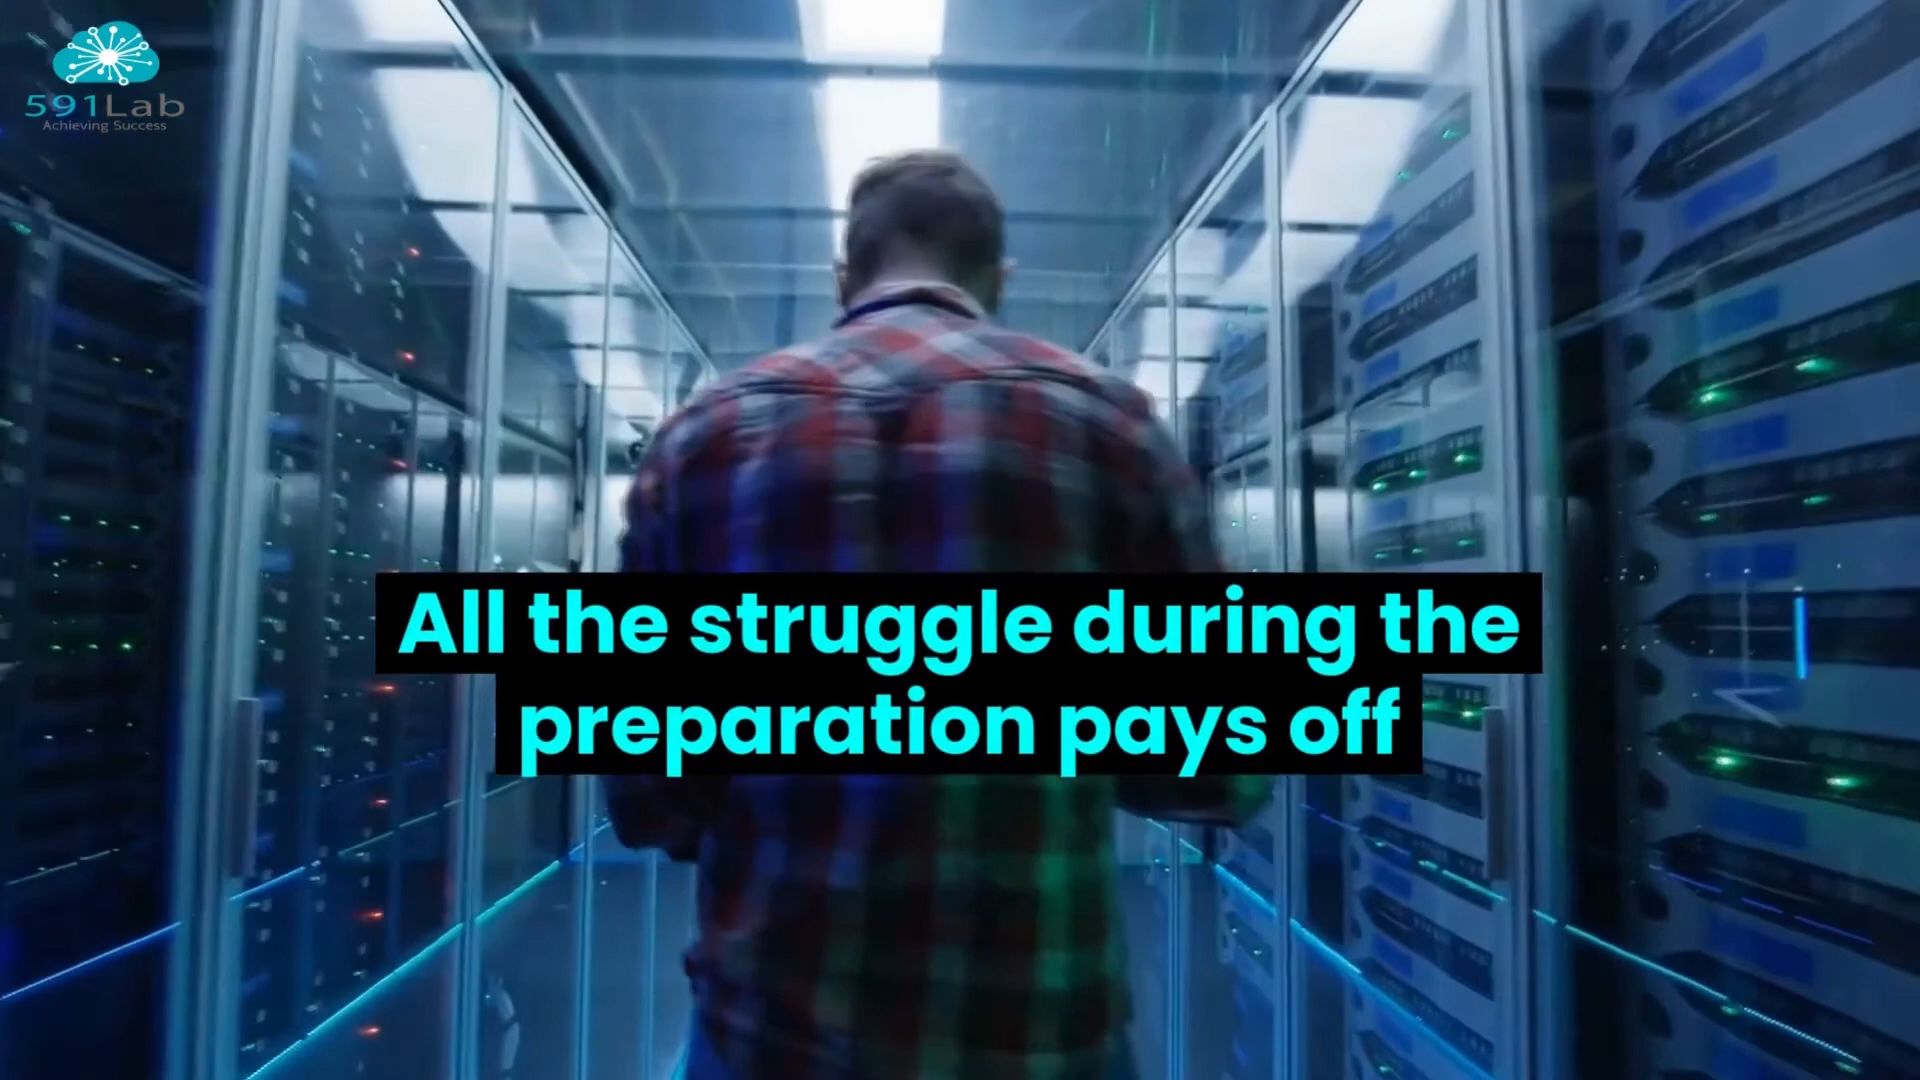 591Lab
Achieving Success
All the struggle during the
preparation pays off